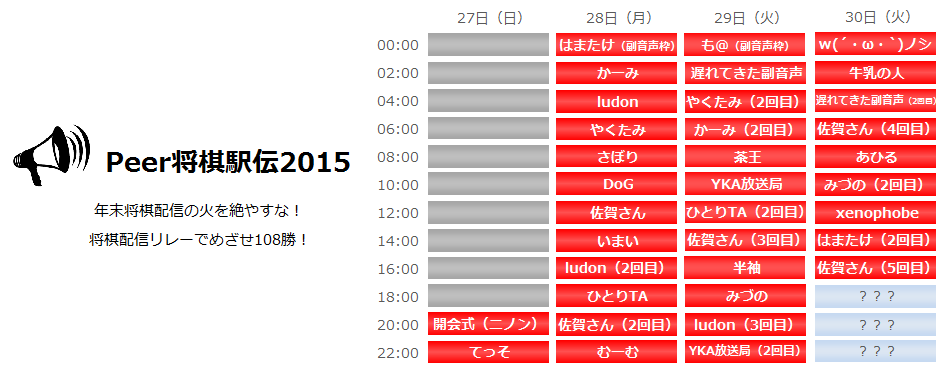 27日（日） 28日（月） 29日（火） 30日（火）
00:00 はまたけ（副音声枠） も@（副音声枠） w(´・ω・`)ノシ
02:00 かーみ 遅れてきた副音声 牛乳の人
04:00 ludon やくたみ（2回目） 遅れてきた副音声（2回目）
06:00 やくたみ かーみ（2回目） 佐賀さん（4回目）
08:00 さぼり 茶王 あひる
10:00 DoG YKA放送局 みづの（2回目）
12:00 佐賀さん ひとりTA（2回目） xenophobe
14:00 いまい 佐賀さん（3回目） はまたけ（2回目）
16:00 ludon（2回目） 半袖 佐賀さん（5回目）
18:00 ひとりTA みづの ？？？
20:00 開会式（ニノン） 佐賀さん（2回目） ludon（3回目） ？？？
22:00 てっそ むーむ YKA放送局（2回目） ？？？
Peer将棋駅伝2015
年末将棋配信の火を絶やすな！
将棋配信リレーでめざせ108勝！